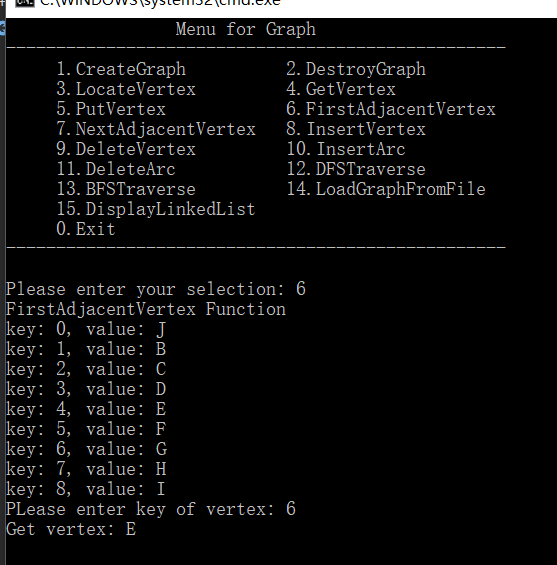 C:\WINDOWS\system32\cmd.exe
Menu for Graph
--------------------------------------------------
1.CreateGraph 2.DestroyGraph
3.LocateVertex 4.GetVertex
5.PutVertex 6.FirstAdjacentVertex
7.NextAdjacentVertex 8.InsertVertex
9.DeleteVertex 10.InsertArc
11.DeleteArc 12.DFSTraverse
13.BFSTraverse 14.LoadGraphFromFile
15.DisplayLinkedList
0.Exit
--------------------------------------------------
Please enter your selection: 6
FirstAdjacentVertex Function
key: 0, value: J
key: 1, value: B
key: 2, value: C
key: 3, value: D
key: 4, value: E
key: 5, value: F
key: 6, value: G
key: 7, value: H
key: 8, value: I
PLease enter key of vertex: 6
Get vertex: E